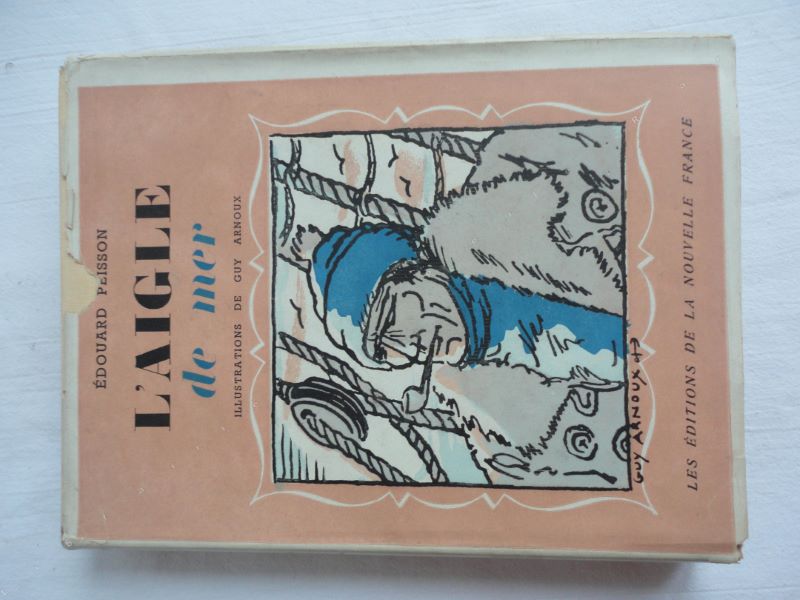 ÉDOUARD PEISSON
L'AIGLE
de mer
ILLUSTRATIONS DE GUY ARNOUX
GUY ARNOUX
LES ÉDITIONS DE LA NOUVELLE FRANCE